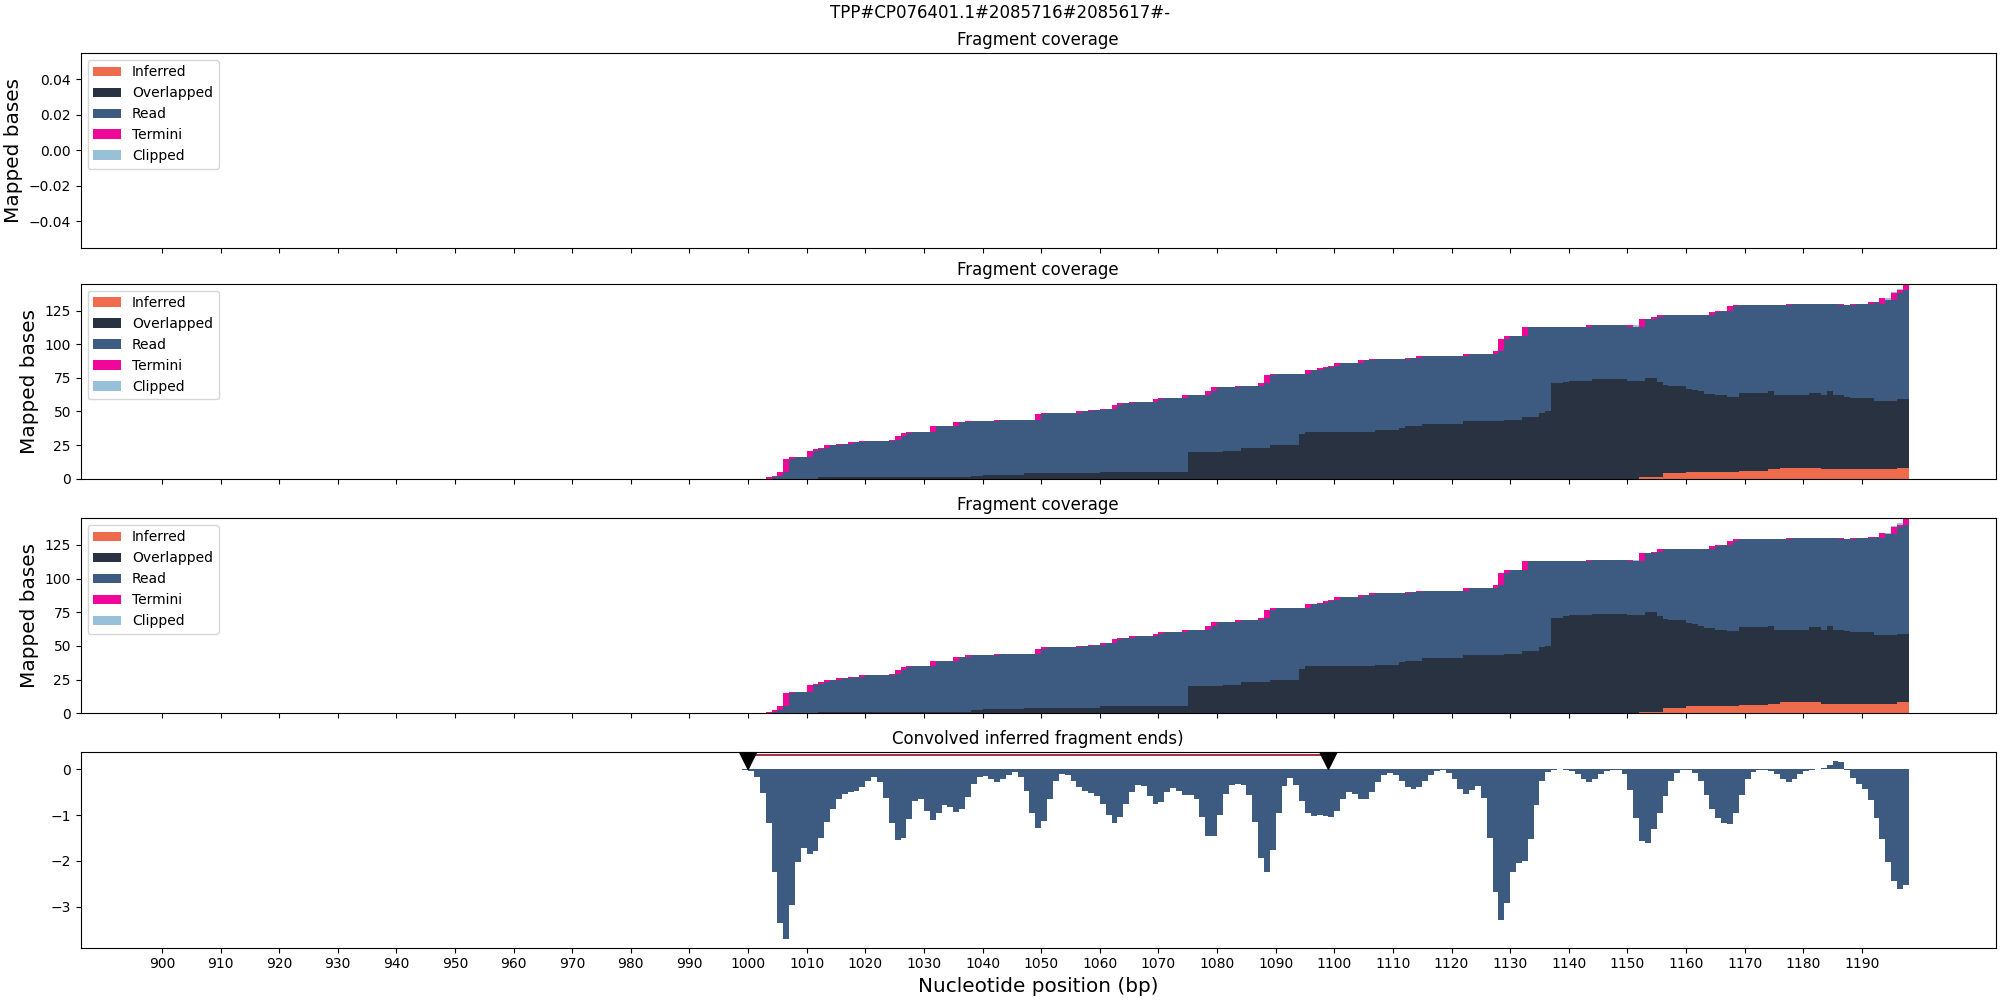 TPP#CP076401.1#2085716#2085617#-
Fragment coverage
Mapped bases
0.04
0.02
0.00
−0.02
−0.04
Inferred
Overlapped
Read
Termini
Clipped
Fragment coverage
Mapped bases
125
100
75
50
25
0
Inferred
Overlapped
Read
Termini
Clipped
Fragment coverage
Mapped bases
125
100
75
50
25
0
Inferred
Overlapped
Read
Termini
Clipped
Convolved inferred fragment ends)
0
−1
−2
−3
900 910 920 930 940 950 960 970 980 990 1000 1010 1020 1030 1040 1050 1060 1070 1080 1090 1100 1110 1120 1130 1140 1150 1160 1170 1180 1190
Nucleotide position (bp)